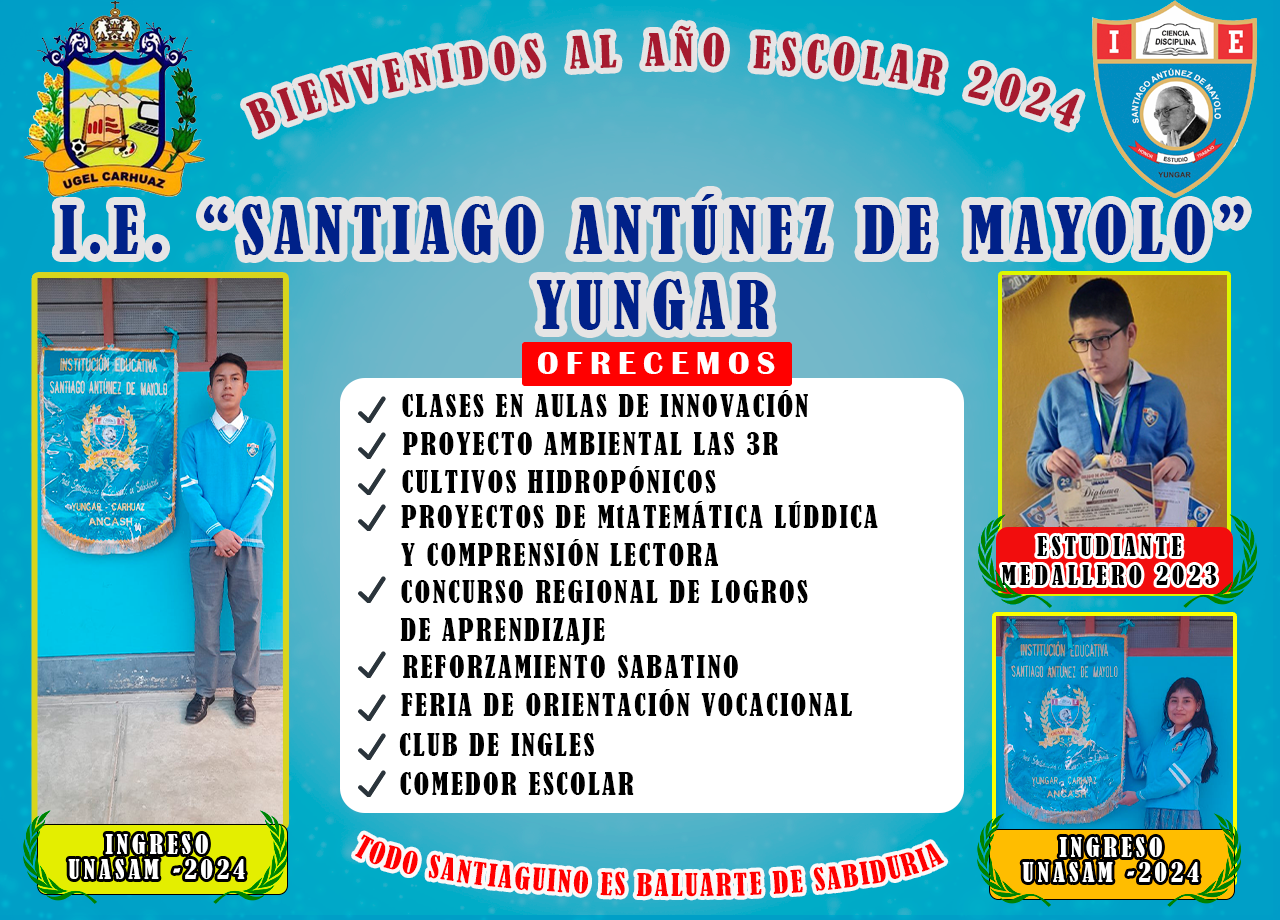 BIENVENIDOS AL AÑO ESCOLAR 2024
UGEL CARHUAZ
I E
CIENCIA
DISCIPLINA
SANTIAGO ANTÚNEZ DE MAYOLO
HONOR ESTUDIO TRABAJO
YUNGAR
I.E. “SANTIAGO ANTÚNEZ DE MAYOLO”
YUNGAR
OFRECEMOS
CLASES EN AULAS DE INNOVACIÓN
PROYECTO AMBIENTAL LAS 3R
CULTIVOS HIDROPÓNICOS
PROYECTOS DE MtATEMÁTICA LÚDDICA
Y COMPRENSIÓN LECTORA
CONCURSO REGIONAL DE LOGROS
DE APRENDIZAJE
REFORZAMIENTO SABATINO
FERIA DE ORIENTACIÓN VOCACIONAL
CLUB DE INGLES
COMEDOR ESCOLAR
TODO SANTIAGUINO ES BALUARTE DE SABIDURIA
INSTITUCIÓN EDUCATIVA
SANTIAGO ANTÚNEZ DE MAYOLO
YUNGAR - CARHUAZ
ANCASH
INGRESO
UNASAM -2024
2º
Diploma
ESTUDIANTE
MEDALLERO 2023
INSTITUCIÓN EDUCATIVA
SANTIAGO ANTÚNEZ DE MAYOLO
YUNGAR - CARHUAZ
ANCASH
INGRESO
UNASAM -2024